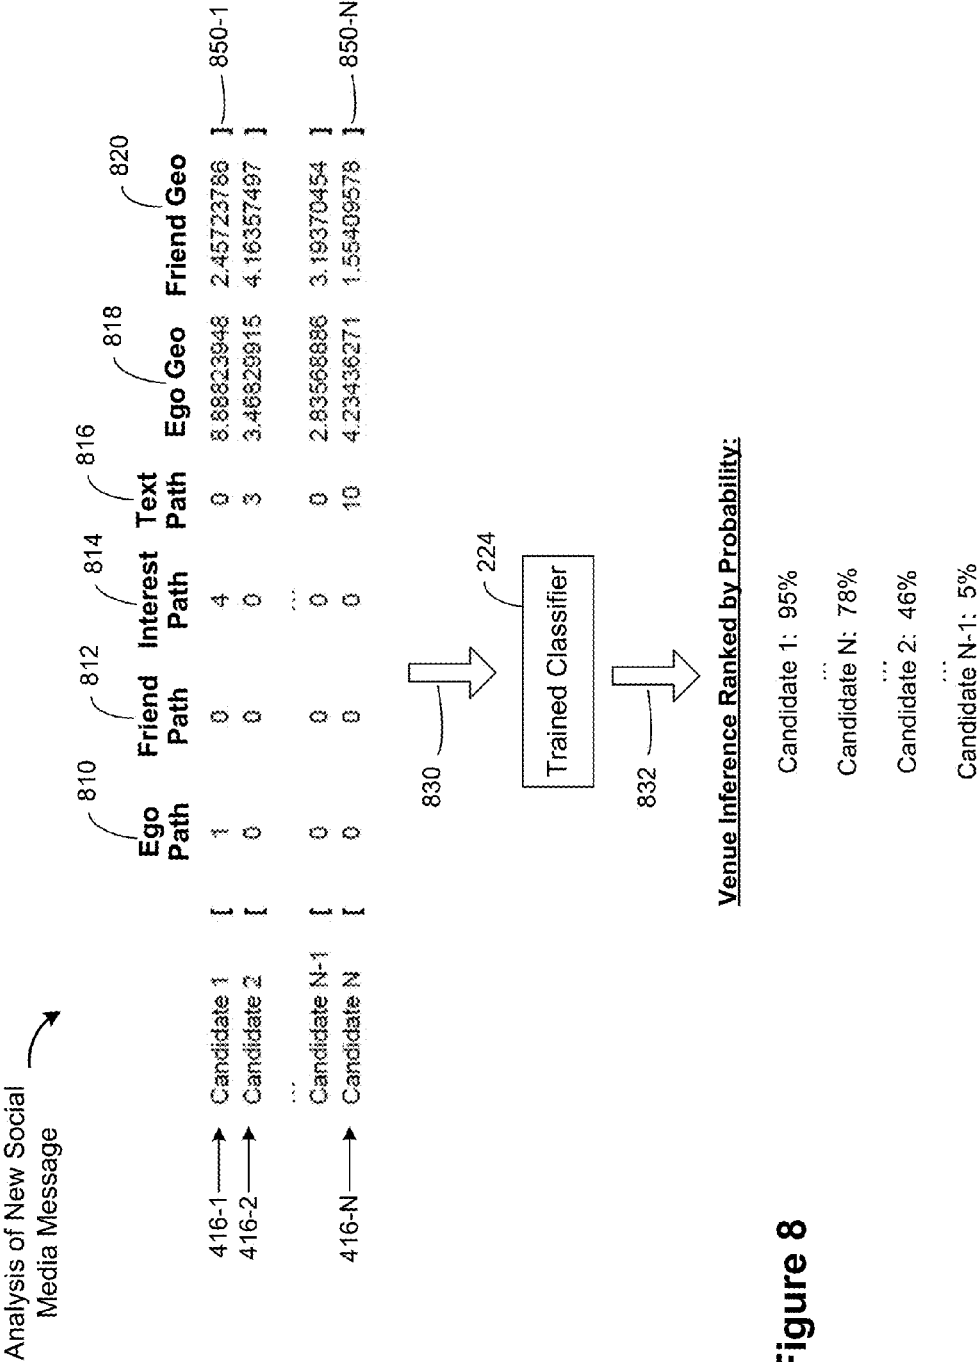 Analysis of New Social
Media Message
810
812
814
816
818
820
Ego
Path
Friend
Path
Interest
Path
Text
Path
Ego Geo
Friend Geo
416-1
Candidate 1 [ 1 0 4 0 8.88823948 2.45723786 ]
850-1
416-2
Candidate 2 [ 0 0 0 3 3.46829915 4.16357497 ]
... ...
Candidate N-1 [ 0 0 0 0 2.83568886 3.19370454 ]
416-N
Candidate N [ 0 0 0 10 4.23436271 1.55409578 ]
850-N
830
Trained Classifier
224
832
Venue Inference Ranked by Probability:
Candidate 1: 95%
...
Candidate N: 78%
...
Candidate 2: 46%
...
Candidate N-1: 5%
Figure 8